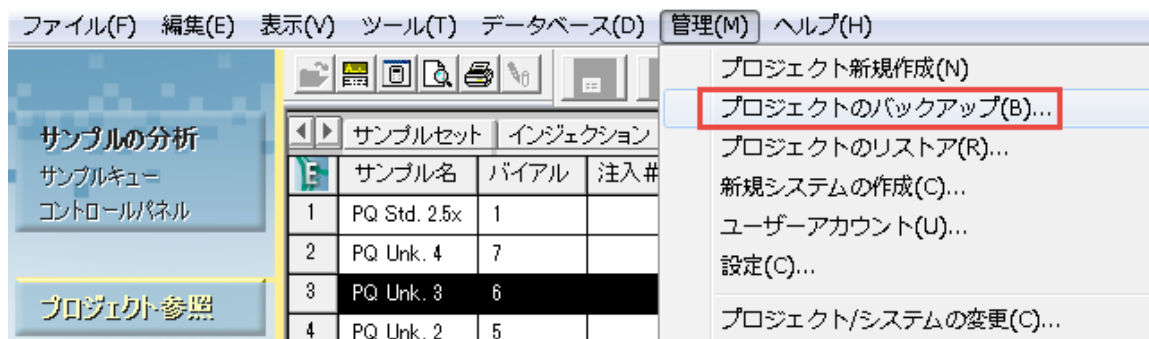 ファイル(F) 編集(E) 表示(V) ツール(T) データベース(D) 管理(M) ヘルプ(H)
プロジェクト新規作成(N)
プロジェクトのバックアップ(B)...
プロジェクトのリストア(R)...
新規システムの作成(C)...
ユーザーアカウント(U)...
設定(C)...
プロジェクト/システムの変更(C)...
サンプルの分析
サンプルキュー
コントロールパネル
プロジェクト参照
サンプルセット インジェクション
サンプル名 バイアル 注入#
1 PQ Std. 2.5x 1
2 PQ Unk. 4 7
3 PQ Unk. 3 6
4 PQ Unk. 2 5